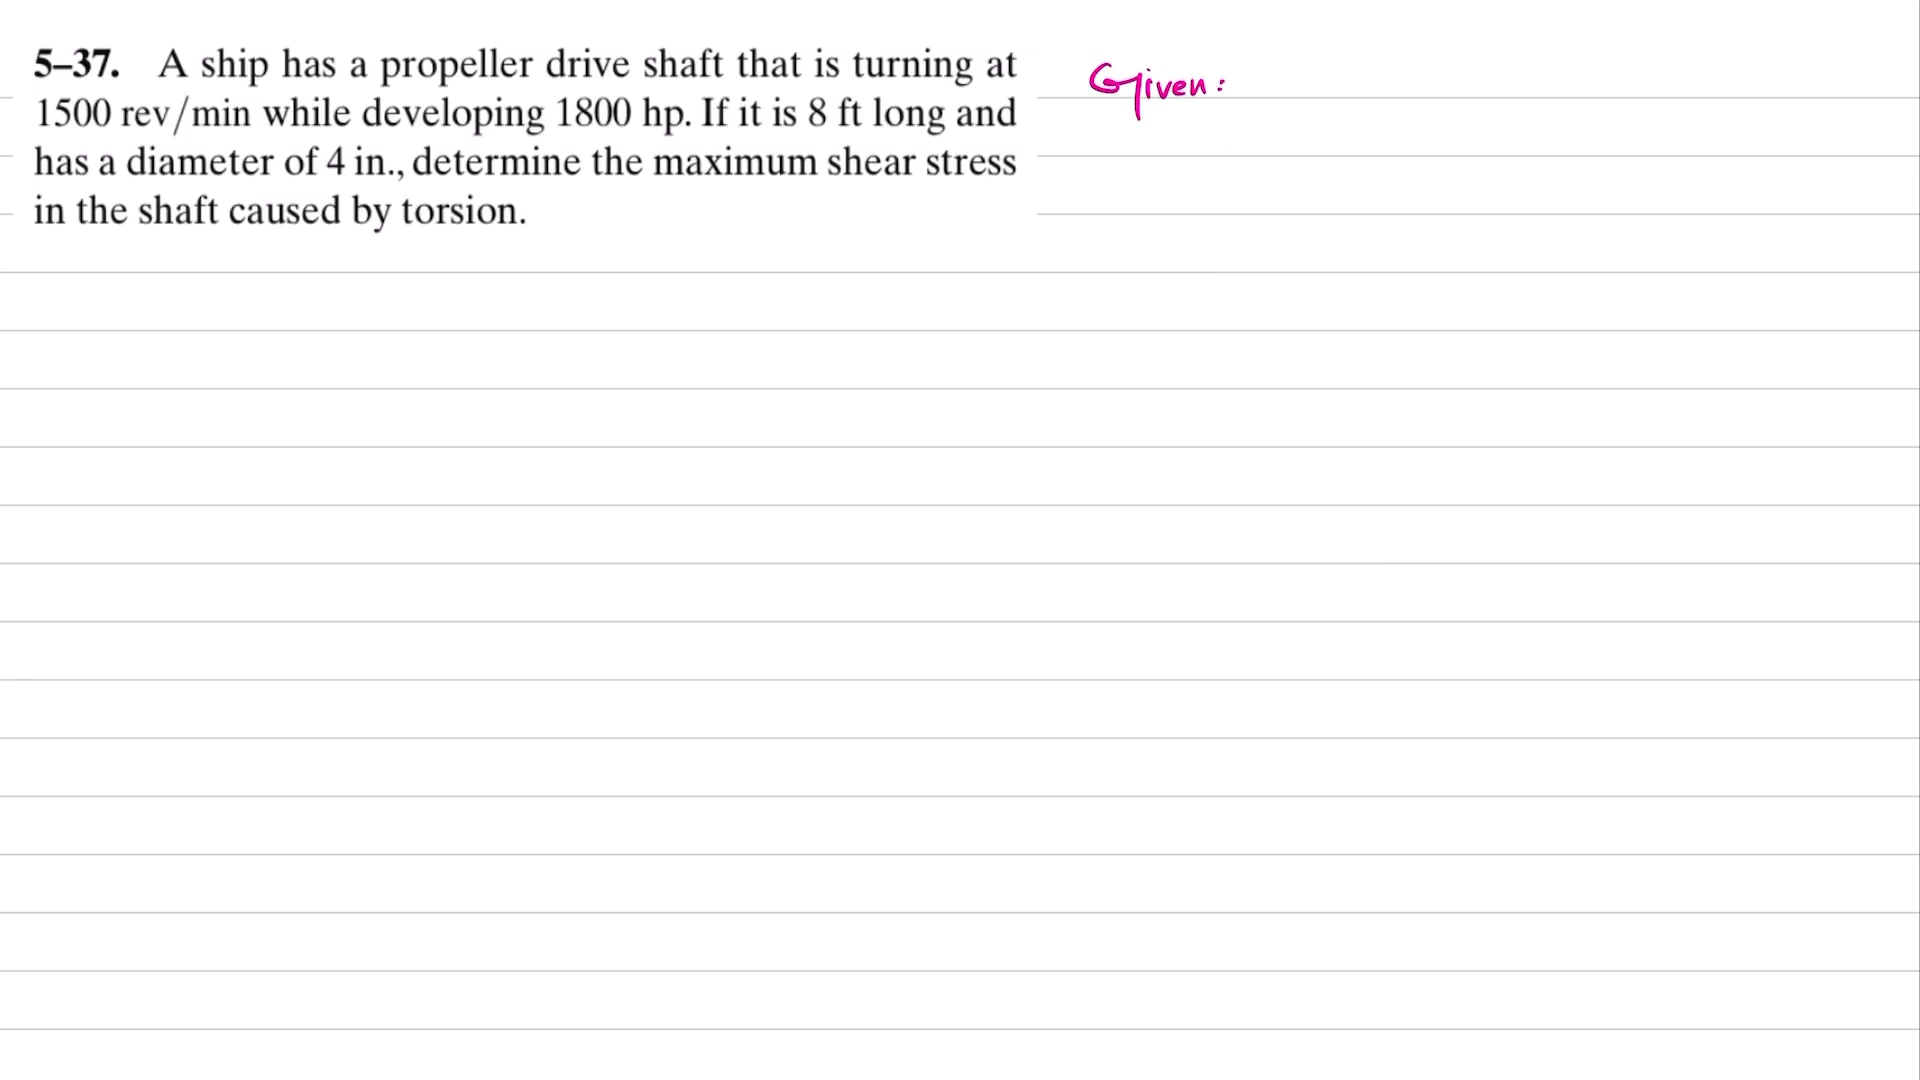 5–37. A ship has a propeller drive shaft that is turning at
1500 rev/min while developing 1800 hp. If it is 8 ft long and
has a diameter of 4 in., determine the maximum shear stress
in the shaft caused by torsion.
Given: